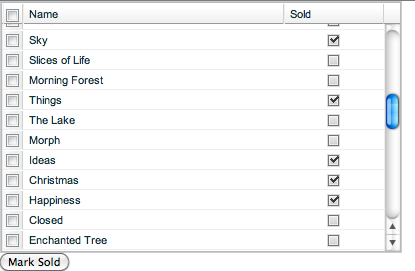 Name Sold
Sky
Slices of Life
Morning Forest
Things
The Lake
Morph
Ideas
Christmas
Happiness
Closed
Enchanted Tree
Mark Sold